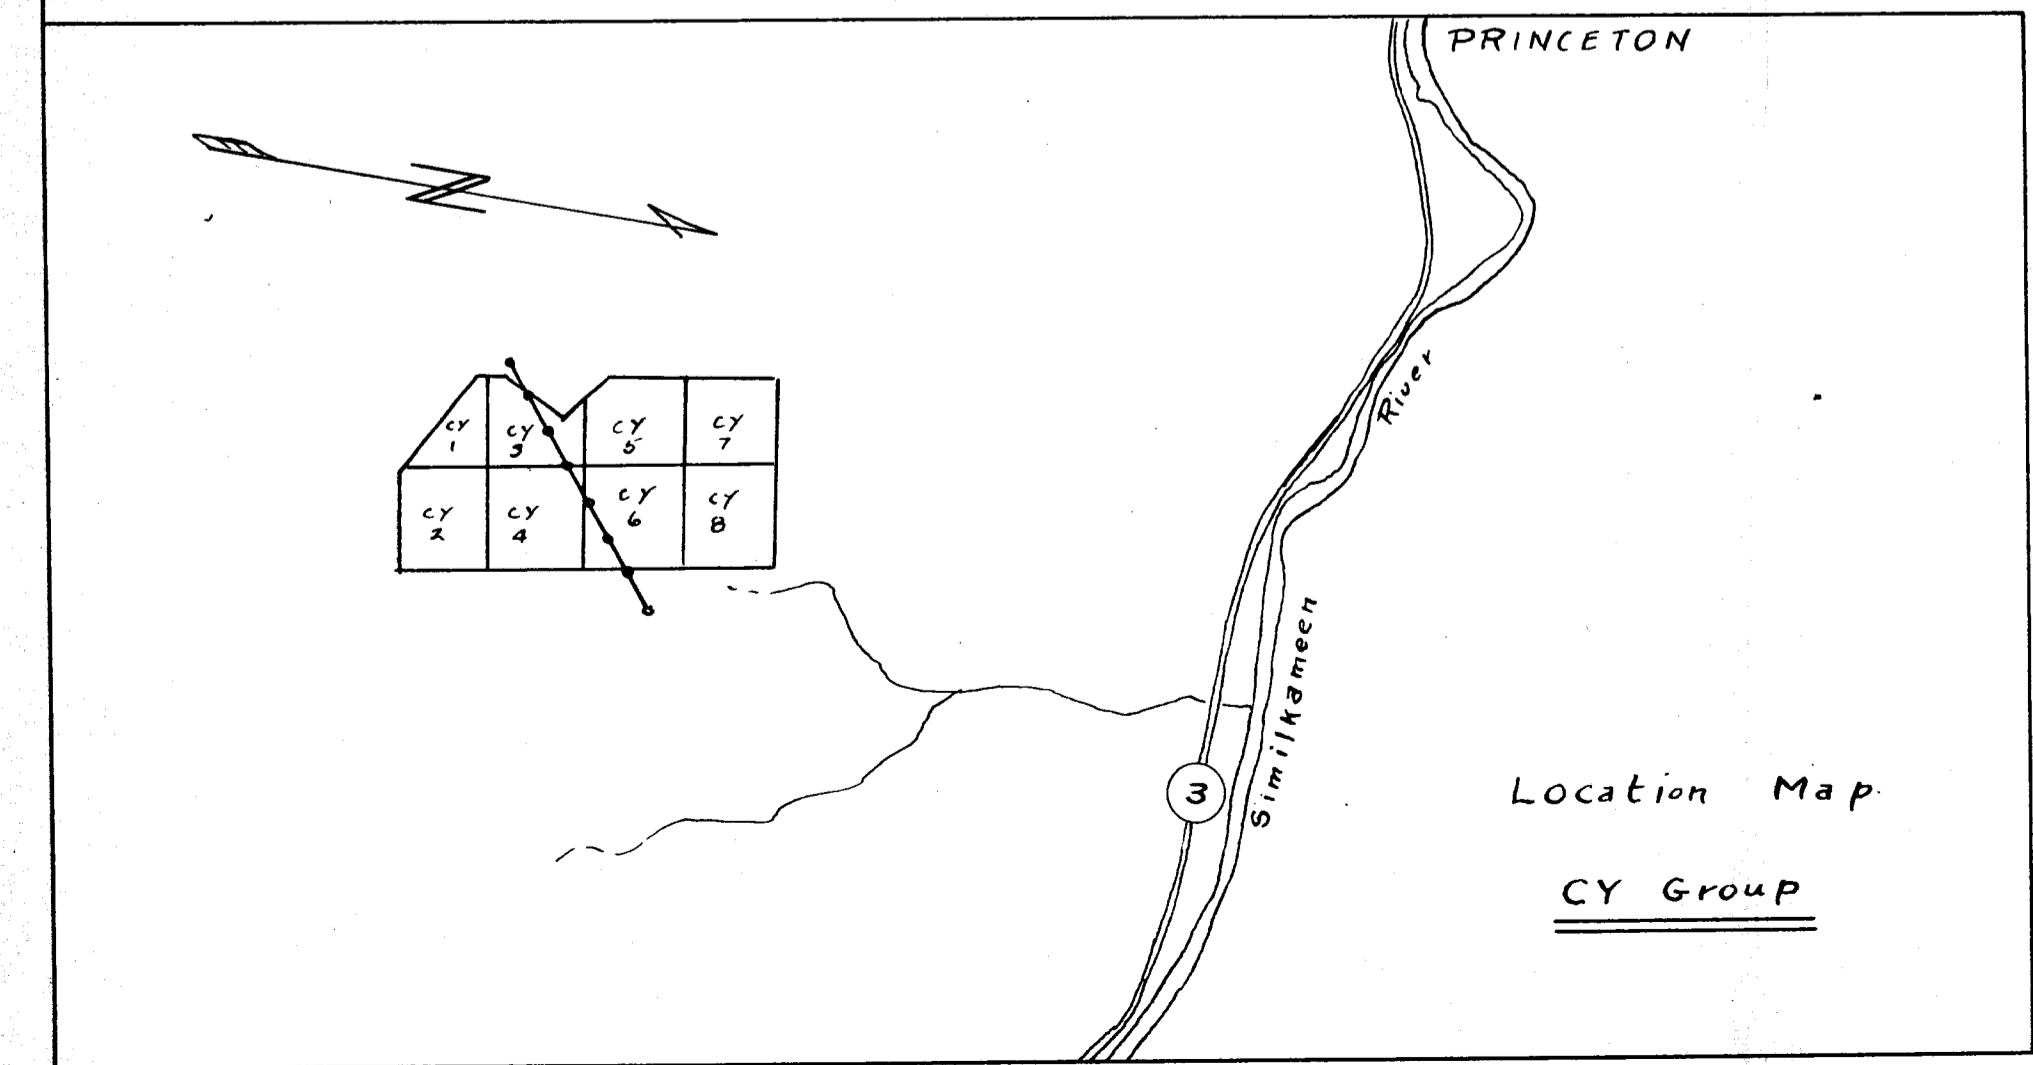 PRINCETON
N
CY
1
CY
3
CY
5
CY
7
CY
2
CY
4
CY
6
CY
8
River
Similkameen
3
Location Map.
CY Group